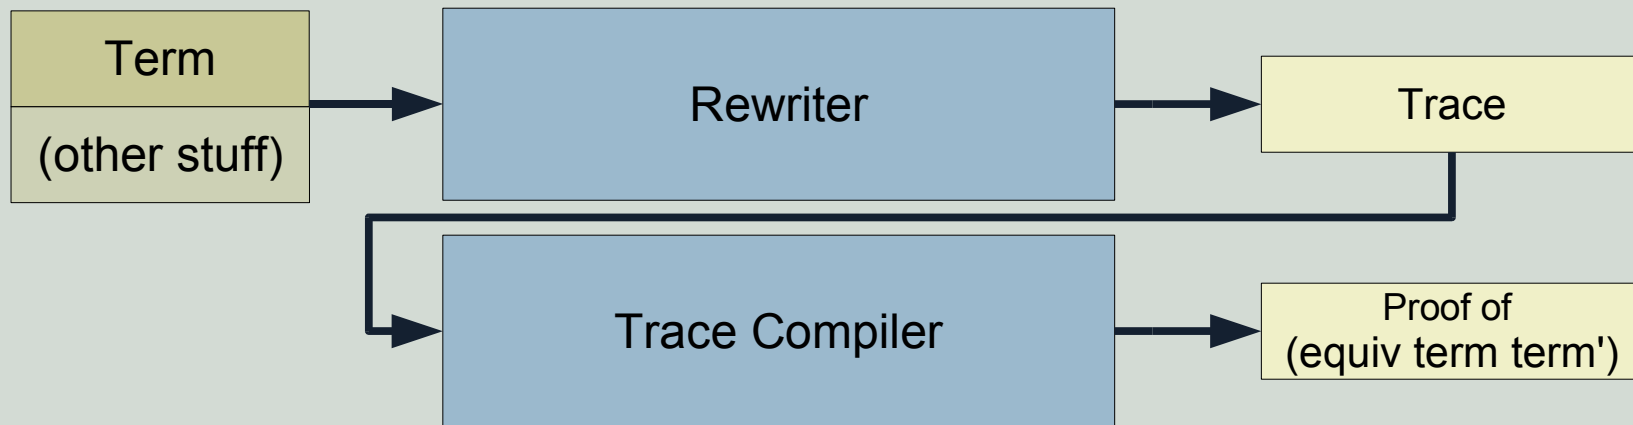 Term
(other stuff)
Rewriter
Trace
Trace Compiler
Proof of
(equiv term term')